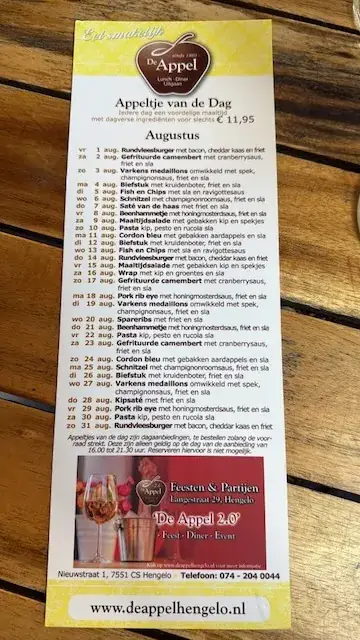 Eet smakelijk
sinds 1980
De Appel
Lunch · Diner
Uitgaan
Appeltje van de Dag
Iedere dag een voordelige maaltijd
met dagverse ingrediënten voor slechts € 11,95
Augustus
vr 1 aug. Rundvleesburger met bacon, cheddar kaas en friet
za 2 aug. Gefrituurde camembert met cranberrysaus,
friet en sla
zo 3 aug. Varkens medaillons omwikkeld met spek,
champignonsaus, friet en sla
ma 4 aug. Biefstuk met kruidenboter, friet en sla
di 5 aug. Fish en Chips met sla en ravigottesaus
wo 6 aug. Schnitzel met champignonroomsaus, friet en sla
do 7 aug. Saté van de haas met friet en sla
vr 8 aug. Beenhammetje met honingmosterdsaus, friet en sla
za 9 aug. Maaltijdsalade met gebakken kip en spekjes
zo 10 aug. Pasta kip, pesto en rucola sla
ma 11 aug. Cordon bleu met gebakken aardappels en sla
di 12 aug. Biefstuk met kruidenboter, friet en sla
wo 13 aug. Fish en Chips met sla en ravigottesaus
do 14 aug. Rundvleesburger met bacon, cheddar kaas en friet
vr 15 aug. Maaltijdsalade met gebakken kip en spekjes
za 16 aug. Wrap met kip en groentes en sla
zo 17 aug. Gefrituurde camembert met cranberrysaus,
friet en sla
ma 18 aug. Pork rib eye met honingmosterdsaus, friet en sla
di 19 aug. Varkens medaillons omwikkeld met spek,
champignonsaus, friet en sla
wo 20 aug. Spareribs met friet en sla
do 21 aug. Beenhammetje met honingmosterdsaus, friet en sla
vr 22 aug. Pasta kip, pesto en rucola sla
za 23 aug. Gefrituurde camembert met cranberrysaus,
friet en sla
zo 24 aug. Cordon bleu met gebakken aardappels en sla
ma 25 aug. Schnitzel met champignonroomsaus, friet en sla
di 26 aug. Biefstuk met kruidenboter, friet en sla
wo 27 aug. Varkens medaillons omwikkeld met spek,
champignonsaus, friet en sla
do 28 aug. Kipsaté met friet en sla
vr 29 aug. Pork rib eye met honingmosterdsaus, friet en sla
za 30 aug. Pasta kip, pesto en rucola sla
zo 31 aug. Rundvleesburger met bacon, cheddar kaas en friet
Appeltjes van de dag zijn dagaanbiedingen, te bestellen zolang de voor-
raad strekt. Deze zijn alleen geldig op de dag van de aanbieding van
16.00 tot 21.30 uur. Reserveren hiervoor is niet mogelijk.
De Appel
Feesten & Partijen
Langestraat 29, Hengelo
'De Appel 2.0'
· Feest · Diner · Event
Kijk op www.deappelhengelo.nl voor meer informatie
Nieuwstraat 1, 7551 CS Hengelo · Telefoon: 074 - 204 0044
www.deappelhengelo.nl